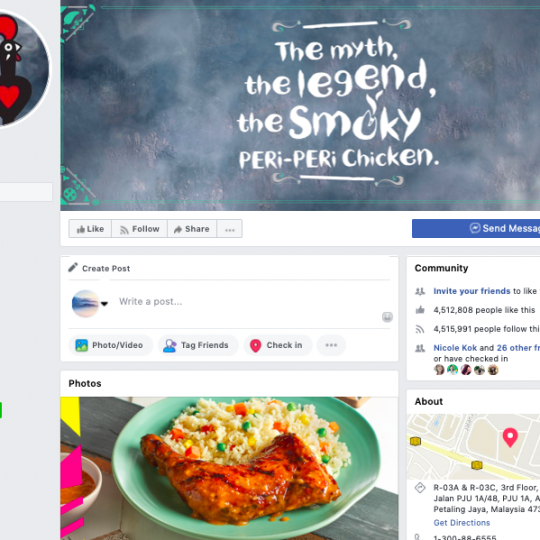 The myth,
the legend,
the Smoky
PERi-PERi Chicken.
Like
Follow
Share
Send Messag
Create Post
Write a post...
Photo/Video
Tag Friends
Check in
Photos
Community
Invite your friends to like
4,512,808 people like this
4,515,991 people follow thi
Nicole Kok and 26 other fr
or have checked in
About
R-03A & R-03C, 3rd Floor,
Jalan PJU 1A/4B, PJU 1A, A
Petaling Jaya, Malaysia 473
Get Directions
1-300-88-6555